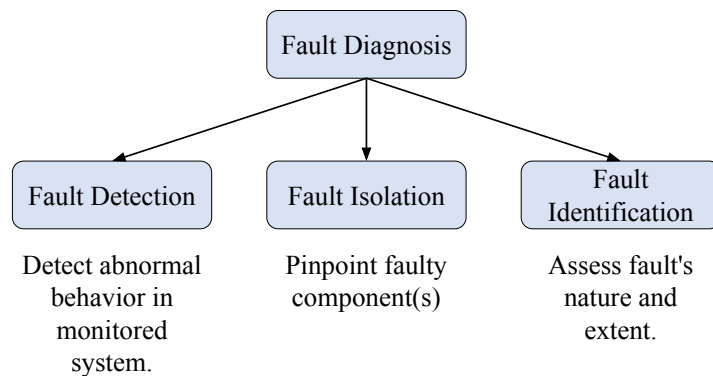 Fault Diagnosis
Fault Detection
Fault Isolation
Fault
Identification
Detect abnormal
behavior in
monitored
system.
Pinpoint faulty
component(s)
Assess fault's
nature and
extent.